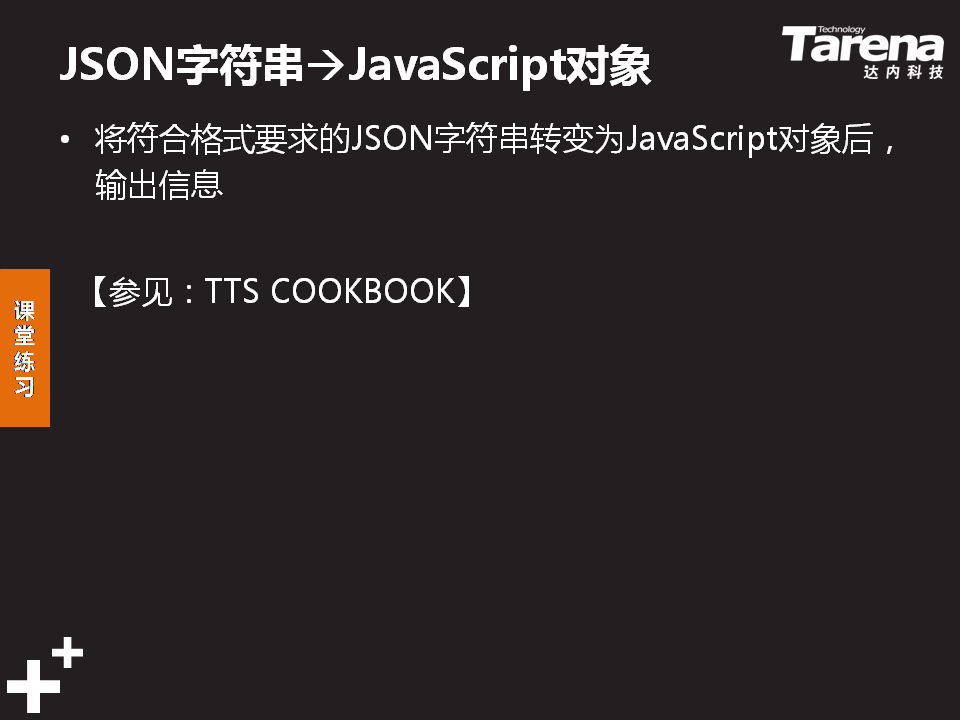 JSON字符串→JavaScript对象
Technology
Tarena
达内科技
• 将符合格式要求的JSON字符串转变为JavaScript对象后，
输出信息
【参见：TTS COOKBOOK】
课
堂
练
习